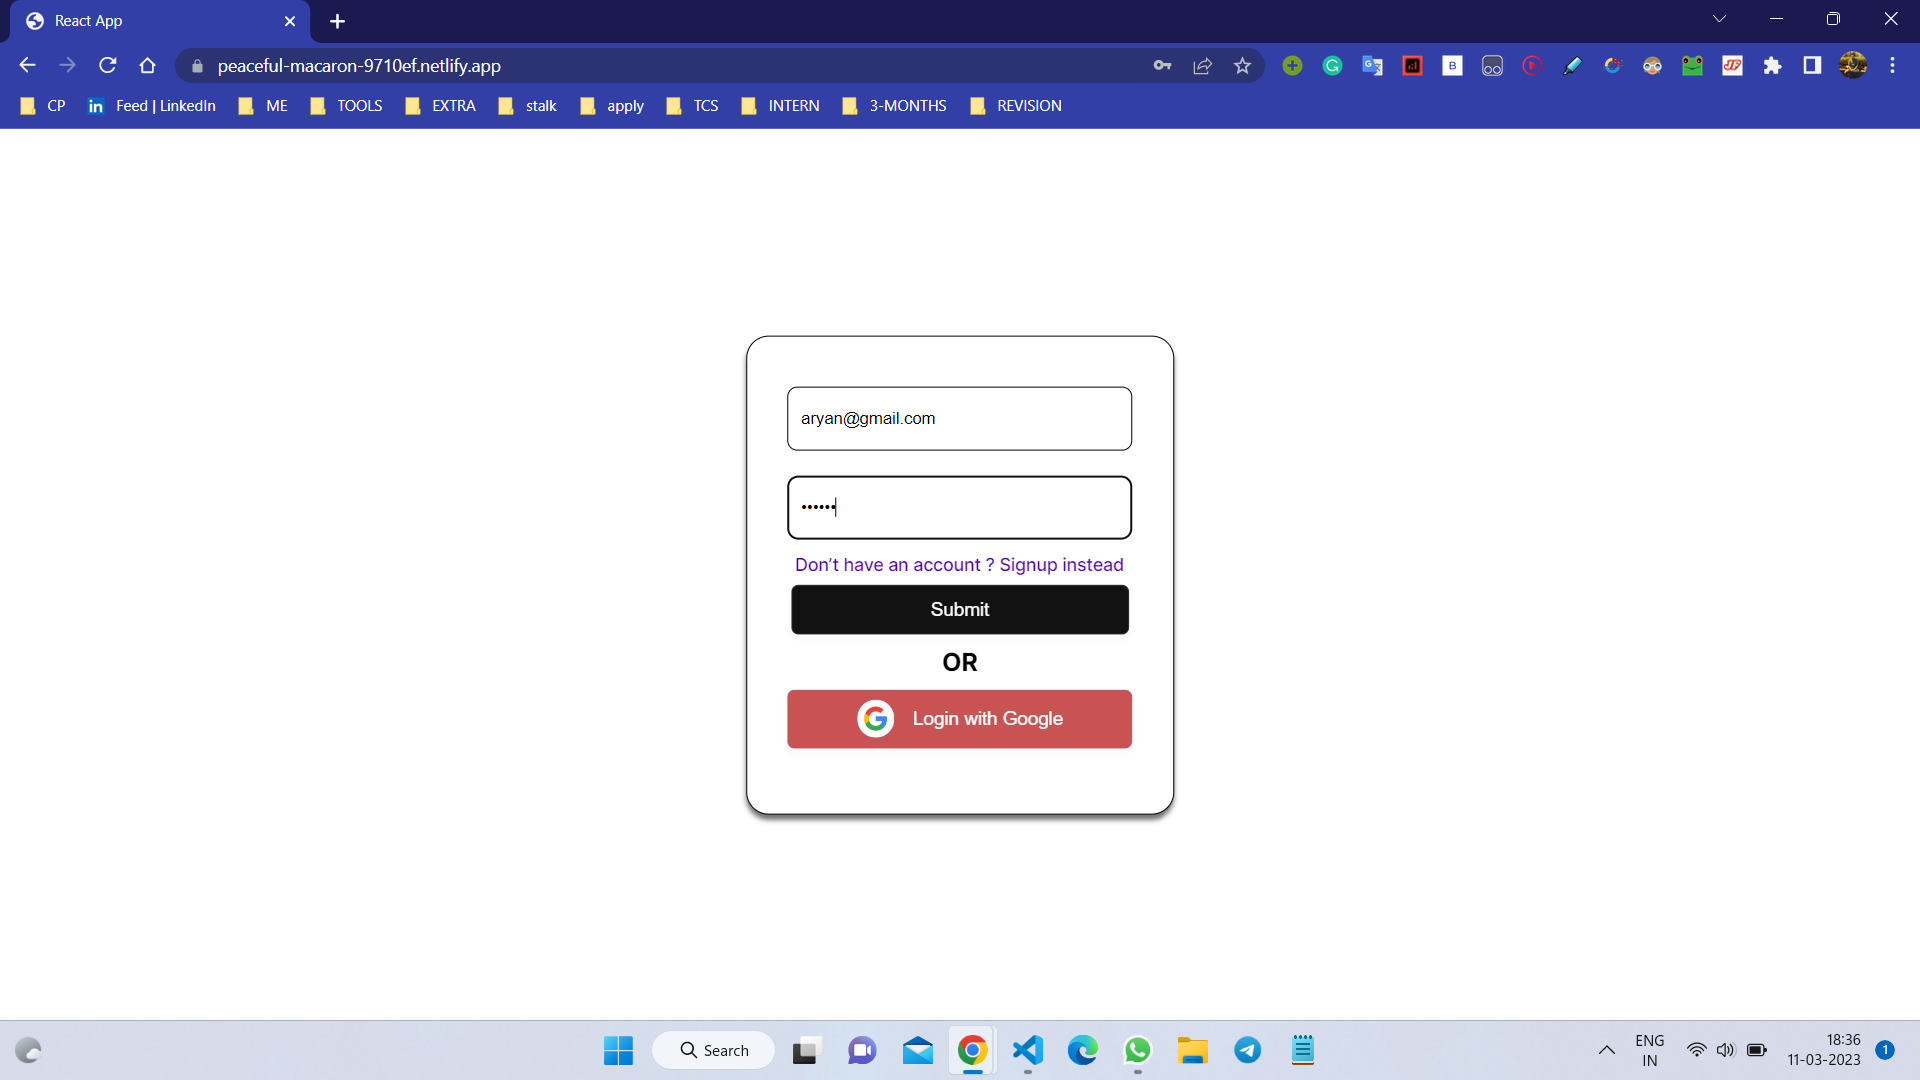 React App
peaceful-macaron-9710ef.netlify.app
CP Feed | LinkedIn ME TOOLS EXTRA stalk apply TCS INTERN 3-MONTHS REVISION
aryan@gmail.com
••••••
Don't have an account ? Signup instead
Submit
OR
Login with Google
Search
ENG
IN
18:36
11-03-2023
1